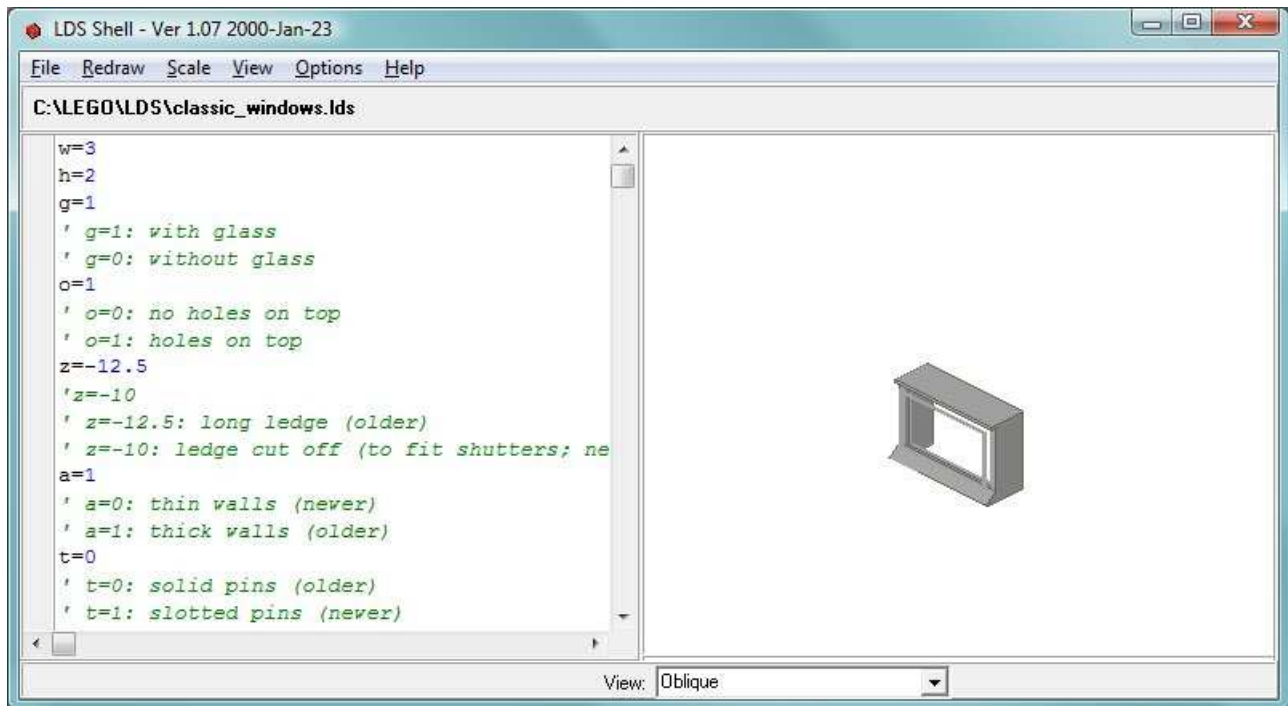 LDS Shell - Ver 1.07 2000-Jan-23
File Redraw Scale View Options Help
C:\LEGO\LDS\classic_windows.lds
w=3
h=2
g=1
' g=1: with glass
' g=0: without glass
o=1
' o=0: no holes on top
' o=1: holes on top
z=-12.5
'z=-10
' z=-12.5: long ledge (older)
' z=-10: ledge cut off (to fit shutters; ne
a=1
' a=0: thin walls (never)
' a=1: thick walls (older)
t=0
' t=0: solid pins (older)
' t=1: slotted pins (newer)
View: Oblique